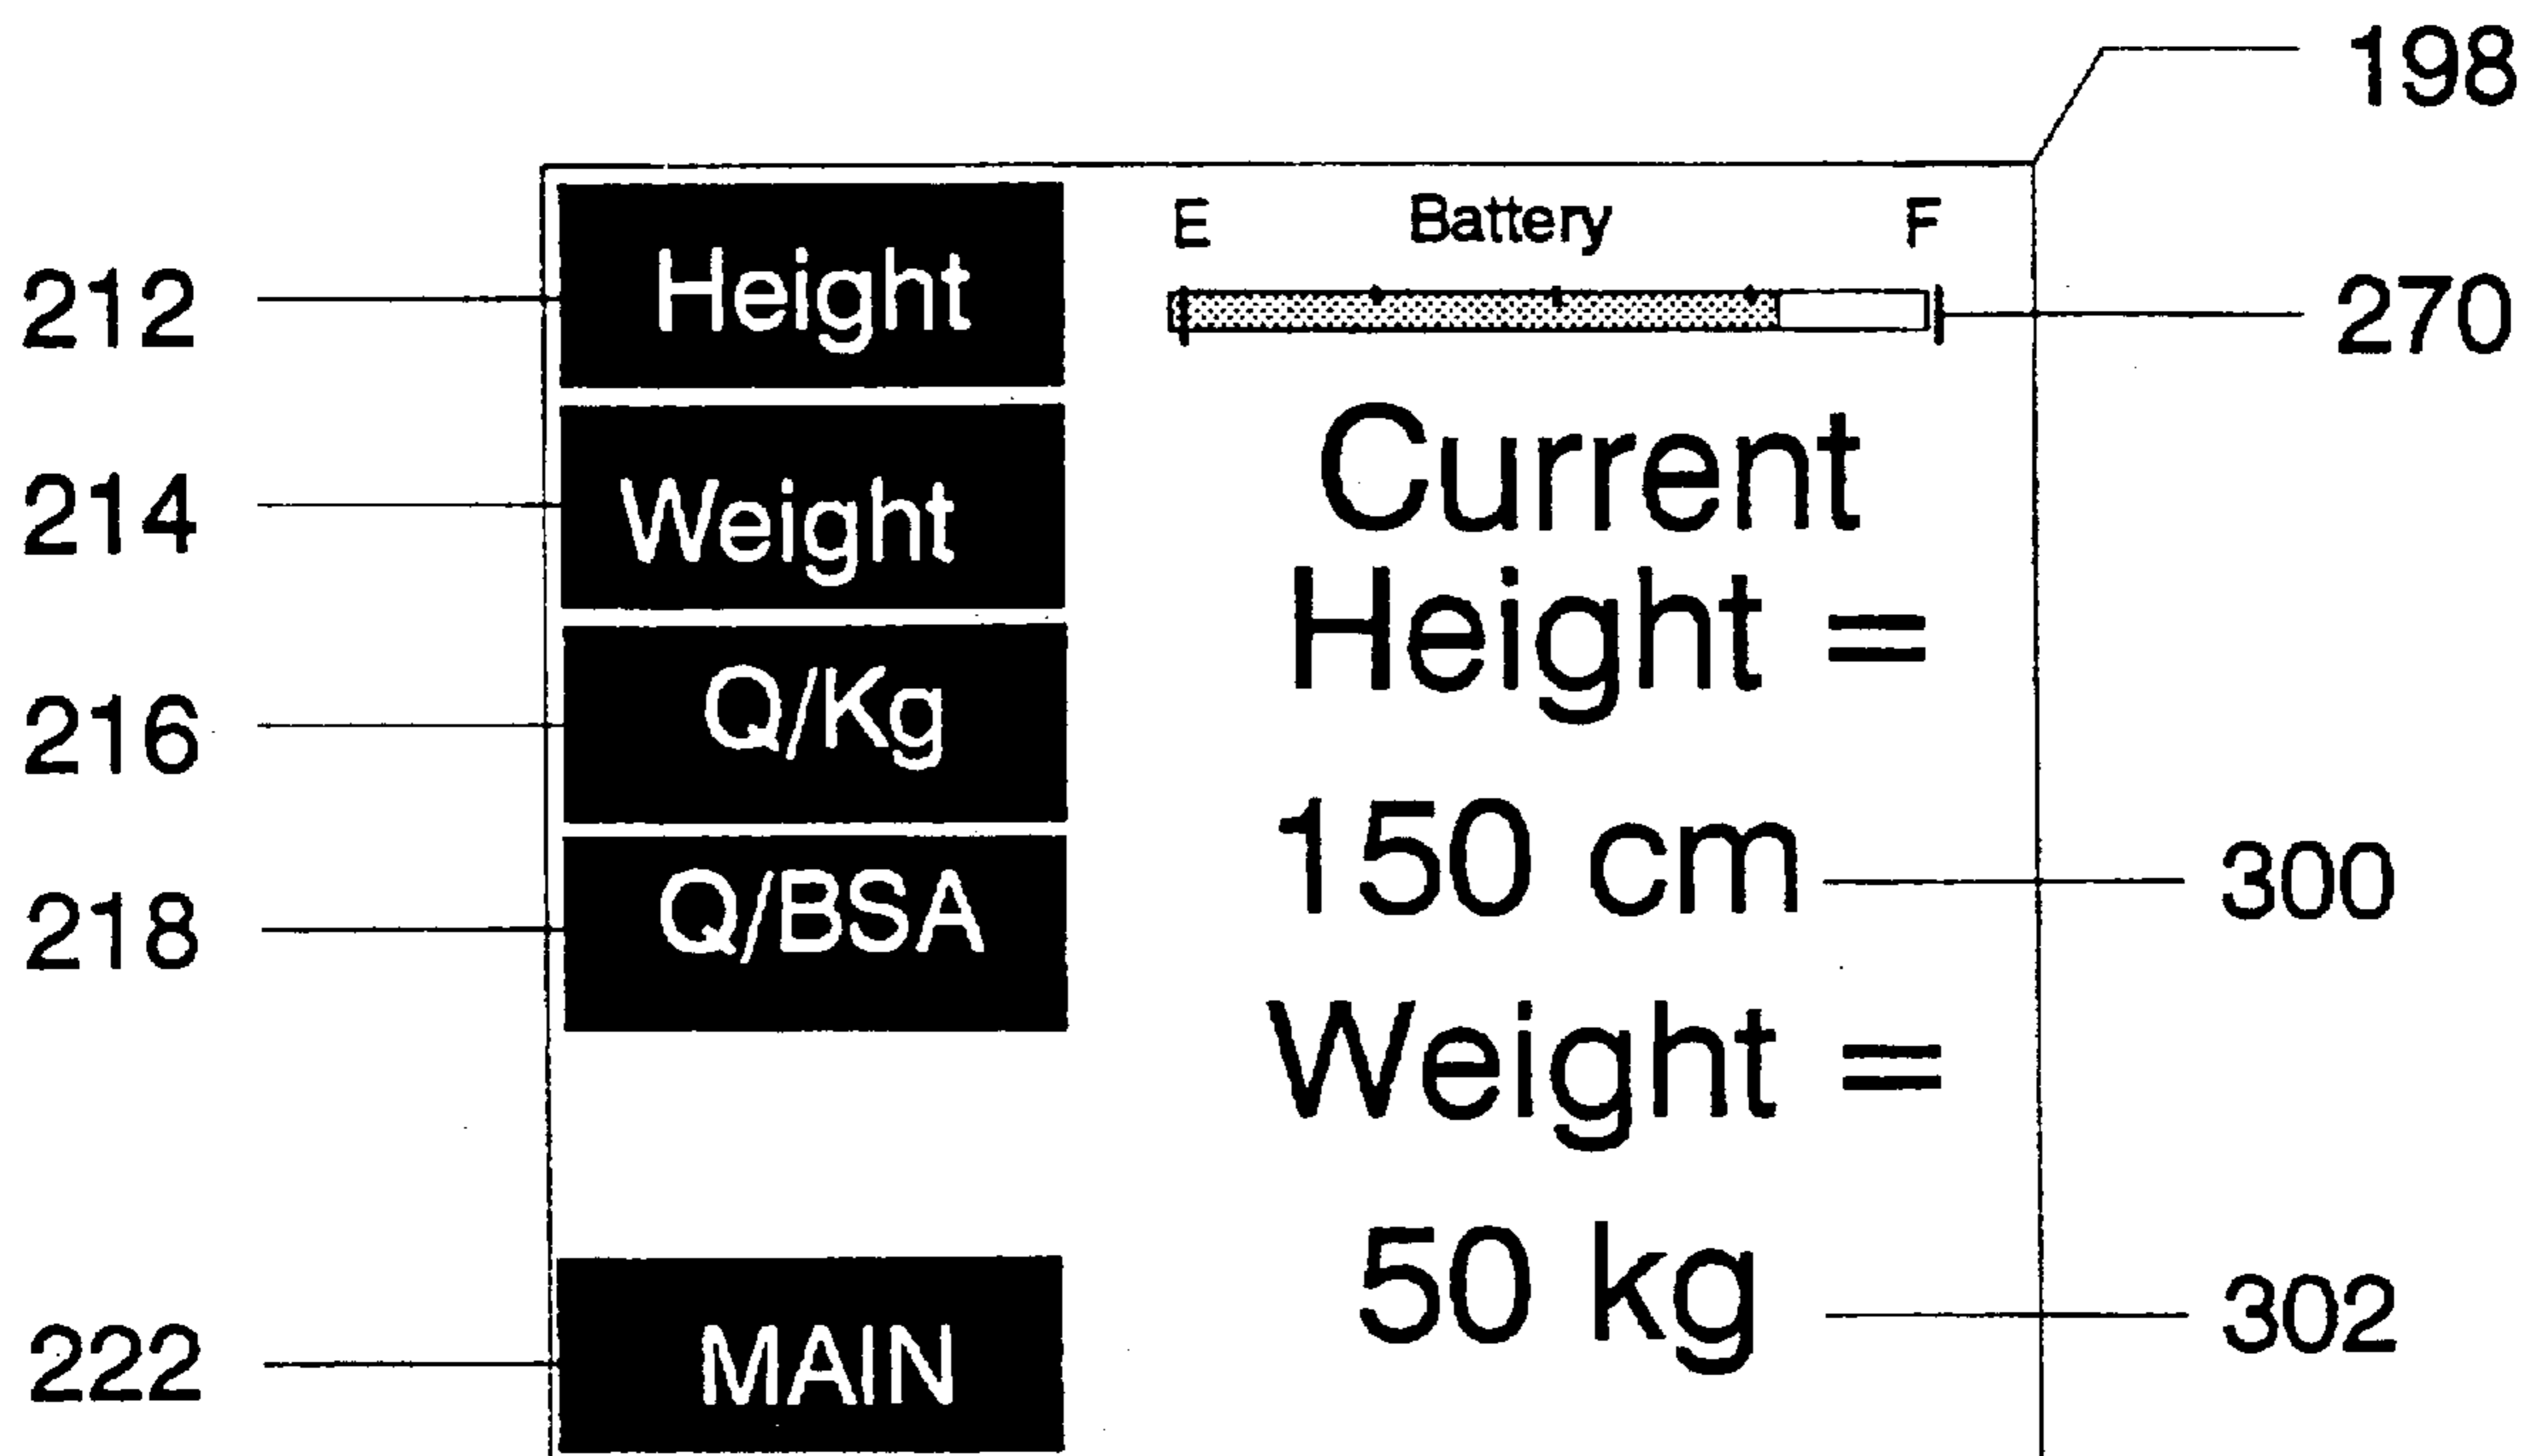 198
E Battery F
212 Height 270
Current
214 Weight
Height =
216 Q/Kg
150 cm 300
218 Q/BSA
Weight =
50 kg 302
222 MAIN